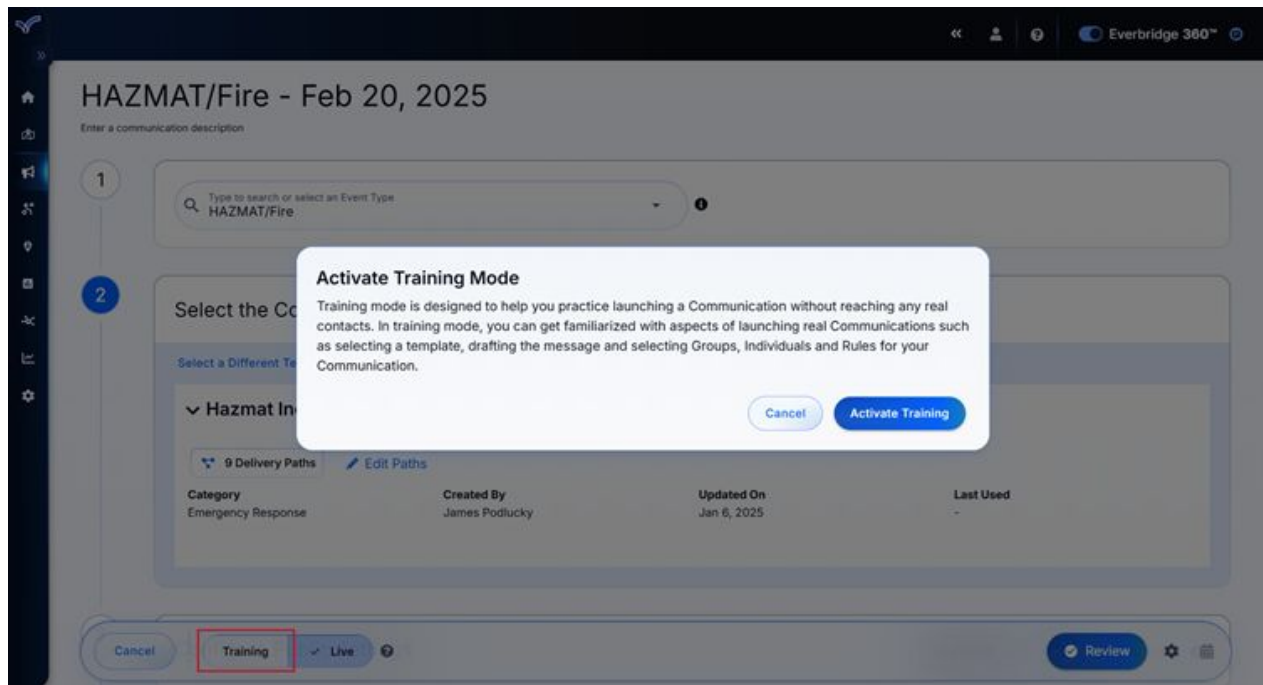 Everbridge 360™
HAZMAT/Fire - Feb 20, 2025
Enter a communication description
1
Type to search or select an Event Type
HAZMAT/Fire
Activate Training Mode
Training mode is designed to help you practice launching a Communication without reaching any real
contacts. In training mode, you can get familiarized with aspects of launching real Communications such
as selecting a template, drafting the message and selecting Groups, Individuals and Rules for your
Communication.
Cancel Activate Training
2
Select the Co
Select a Different Te
Hazmat In
9 Delivery Paths Edit Paths
Category Created By Updated On Last Used
Emergency Response James Podlucky Jan 6, 2025 -
Cancel Training Live Review